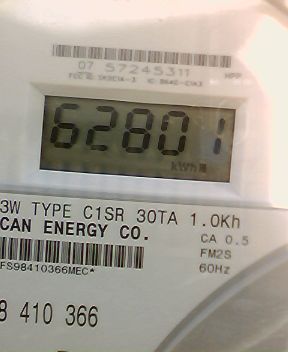 07 57245311
HPP
62801
kWh
3W TYPE C1SR 30TA 1.0Kh
CAN ENERGY CO.
CA 0.5
FM2S
60Hz
FS98410366MEC*
8 410 366